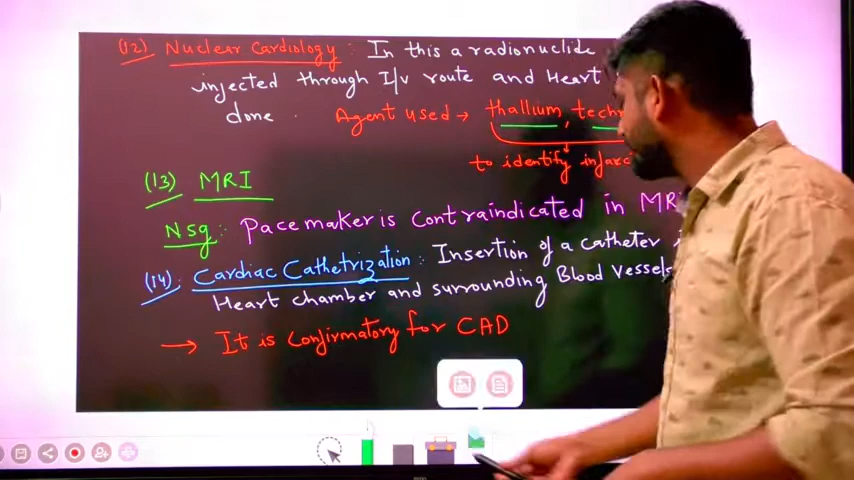 (12) Nuclear Cardiology : In this a radionuclide
injected through I/v route and Heart
done . Agent used → thallium, tech
to identify infarc
(13) MRI
Nsg : Pacemaker is contraindicated in MR
(14). Cardiac Cathetrization : Insertion of a catheter i
Heart chamber and surrounding Blood Vessels
→ It is confirmatory for CAD